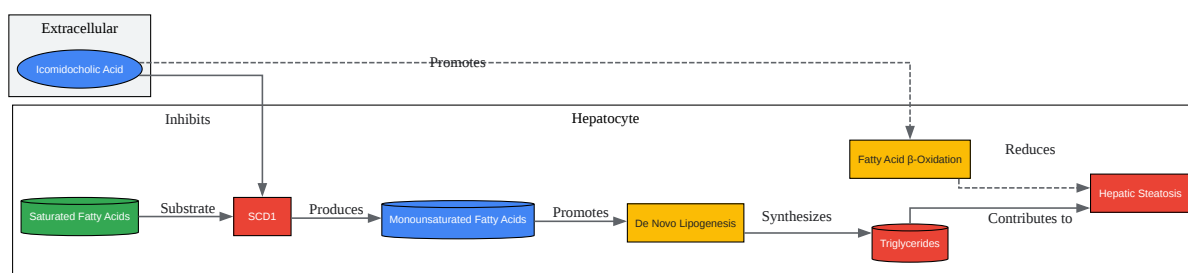 Extracellular
Icomidocholic Acid
Promotes
Inhibits
Hepatocyte
Fatty Acid β-Oxidation
Reduces
Hepatic Steatosis
Saturated Fatty Acids
Substrate
SCD1
Produces
Monounsaturated Fatty Acids
Promotes
De Novo Lipogenesis
Synthesizes
Triglycerides
Contributes to